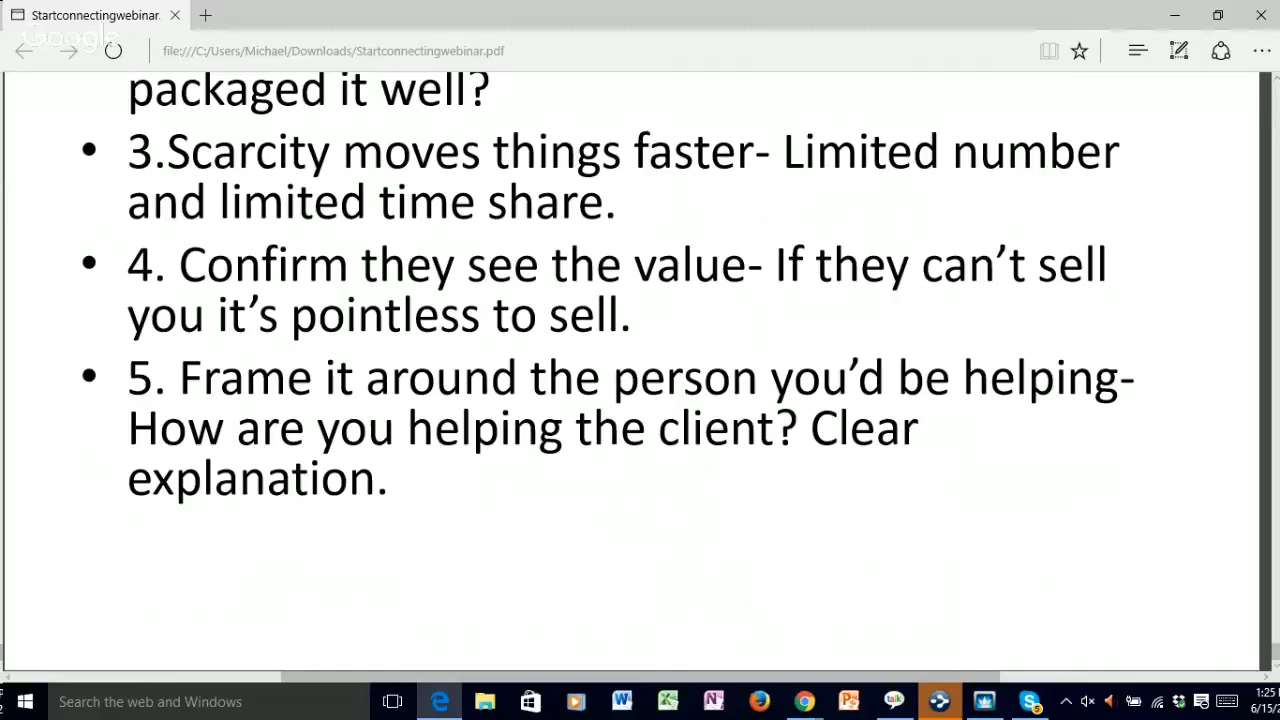 Startconnectingwebinar.
Google
file:///C:/Users/Michael/Downloads/Startconnectingwebinar.pdf
packaged it well?
• 3.Scarcity moves things faster- Limited number
and limited time share.
• 4. Confirm they see the value- If they can’t sell
you it’s pointless to sell.
• 5. Frame it around the person you’d be helping-
How are you helping the client? Clear
explanation.
Search the web and Windows
talk
1:25
6/15/